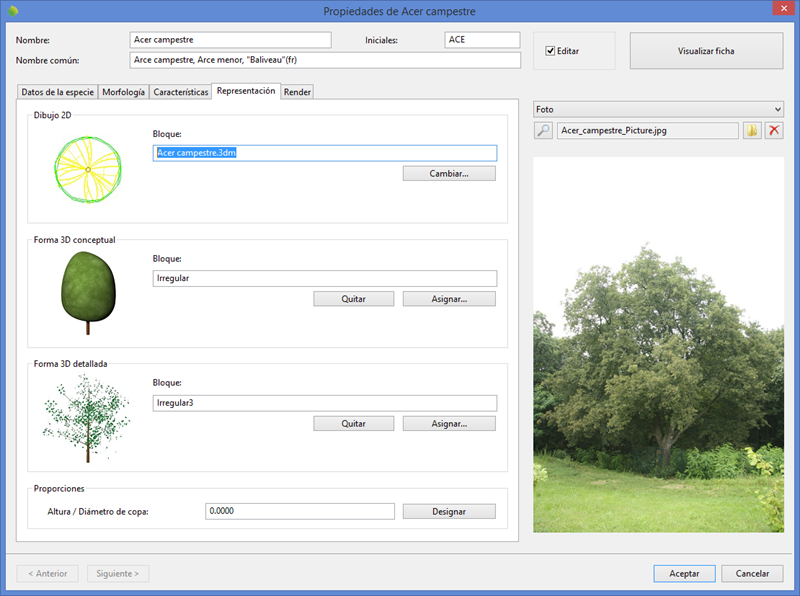 Propiedades de Acer campestre
Nombre: Acer campestre Iniciales: ACE Editar Visualizar ficha
Nombre común: Arce campestre, Arce menor, "Baliveau"(fr)
Datos de la especie Morfología Características Representación Render
Dibujo 2D
Bloque:
Acer campestre.3dm
Cambiar...
Forma 3D conceptual
Bloque:
Irregular
Quitar Asignar...
Forma 3D detallada
Bloque:
Irregular3
Quitar Asignar...
Proporciones
Altura / Diámetro de copa: 0.0000 Designar
Foto
Acer_campestre_Picture.jpg
< Anterior Siguiente > Aceptar Cancelar